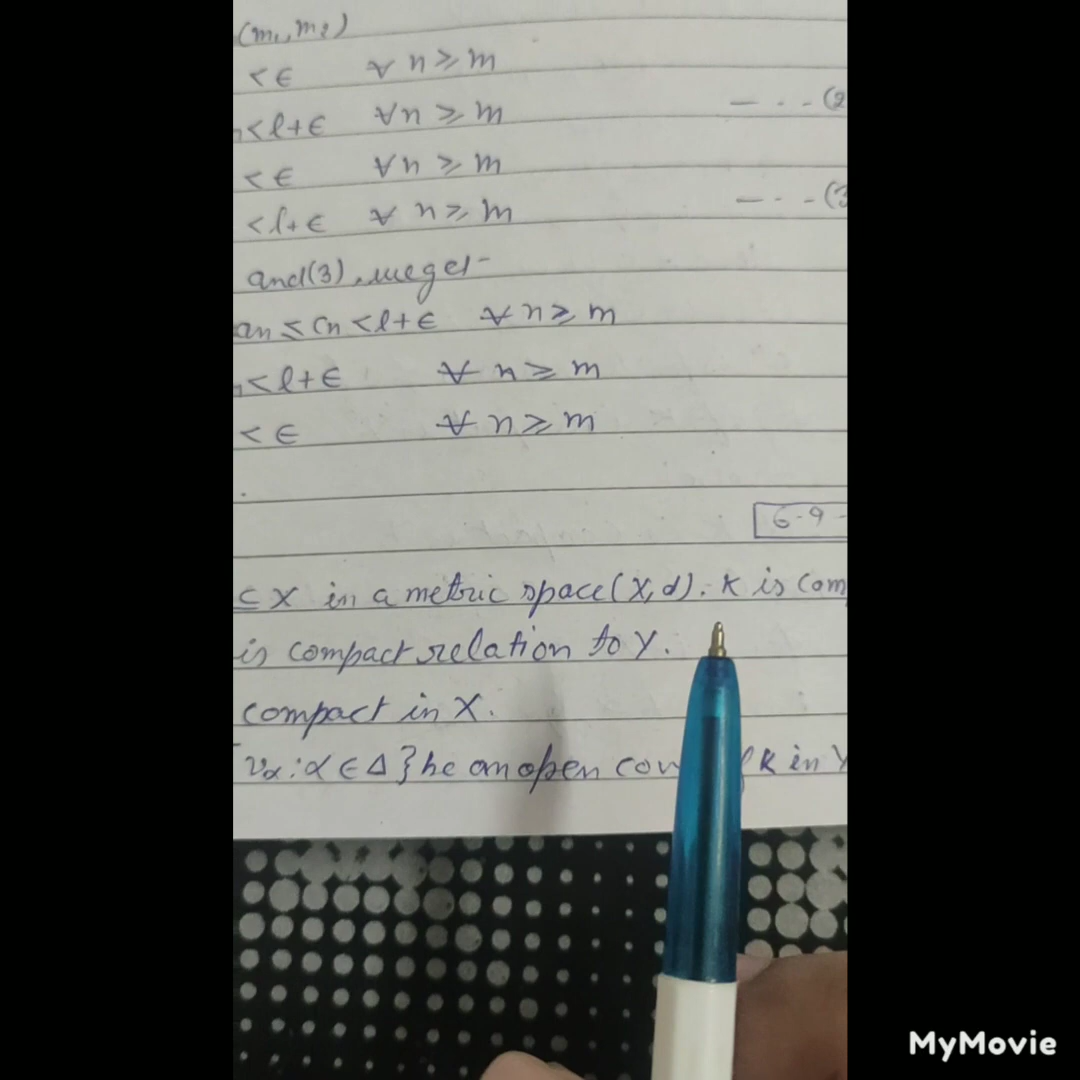 (m₁, m₂)
< ϵ ∀ n ≥ m
< l + ϵ ∀ n ≥ m --- (2
< ϵ ∀ n ≥ m
< l + ϵ ∀ n ≥ m --- (3
and (3), we get
an ≤ cn < l + ϵ ∀ n ≥ m
< l + ϵ ∀ n ≥ m
< ϵ ∀ n ≥ m
6-9-
⊆ X in a metric space (X, d). K is com
is compact relation to Y.
compact in X.
Vα : α ∈ Δ } be an open K in Y
MyMovie